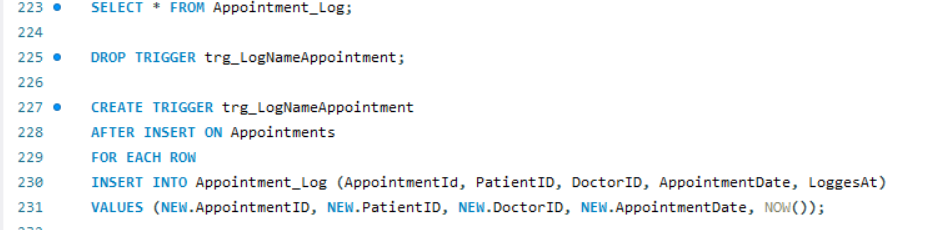 223 SELECT * FROM Appointment_Log;
224
225 DROP TRIGGER trg_LogNameAppointment;
226
227 CREATE TRIGGER trg_LogNameAppointment
228 AFTER INSERT ON Appointments
229 FOR EACH ROW
230 INSERT INTO Appointment_Log (AppointmentId, PatientID, DoctorID, AppointmentDate, LoggesAt)
231 VALUES (NEW.AppointmentID, NEW.PatientID, NEW.DoctorID, NEW.AppointmentDate, NOW());